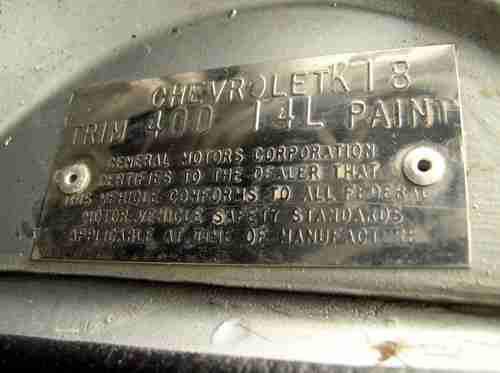 CHEVROLET K18
TRIM 40D 14L PAINT
GENERAL MOTORS CORPORATION
CERTIFIES TO THE DEALER THAT
THIS VEHICLE CONFORMS TO ALL FEDERAL
MOTOR VEHICLE SAFETY STANDARDS
APPLICABLE AT TIME OF MANUFACTURE